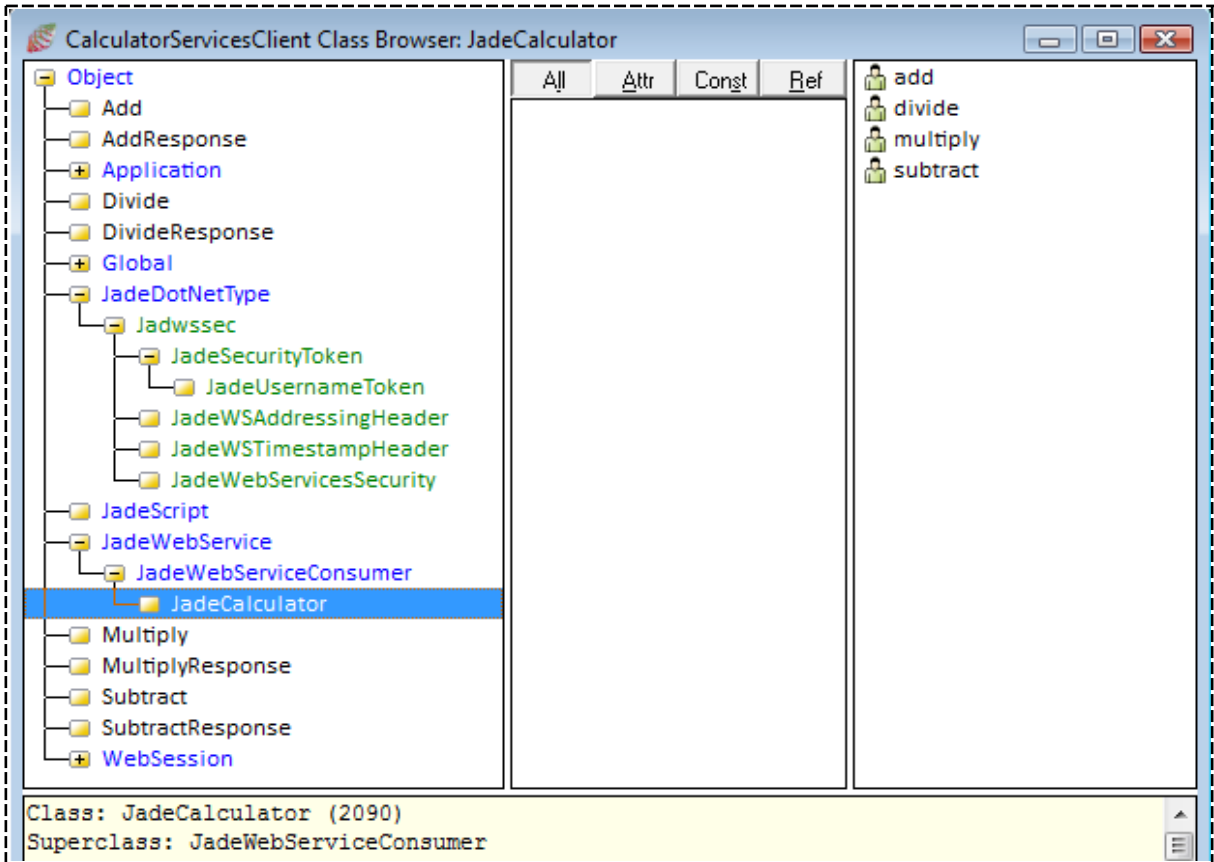 CalculatorServicesClient Class Browser: JadeCalculator
Object
Add
AddResponse
Application
Divide
DivideResponse
Global
JadeDotNetType
Jadwssec
JadeSecurityToken
JadeUsernameToken
JadeWSAddressingHeader
JadeWSTimestampHeader
JadeWebServicesSecurity
JadeScript
JadeWebService
JadeWebServiceConsumer
JadeCalculator
Multiply
MultiplyResponse
Subtract
SubtractResponse
WebSession
All Attr Const Ref
add
divide
multiply
subtract
Class: JadeCalculator (2090)
Superclass: JadeWebServiceConsumer